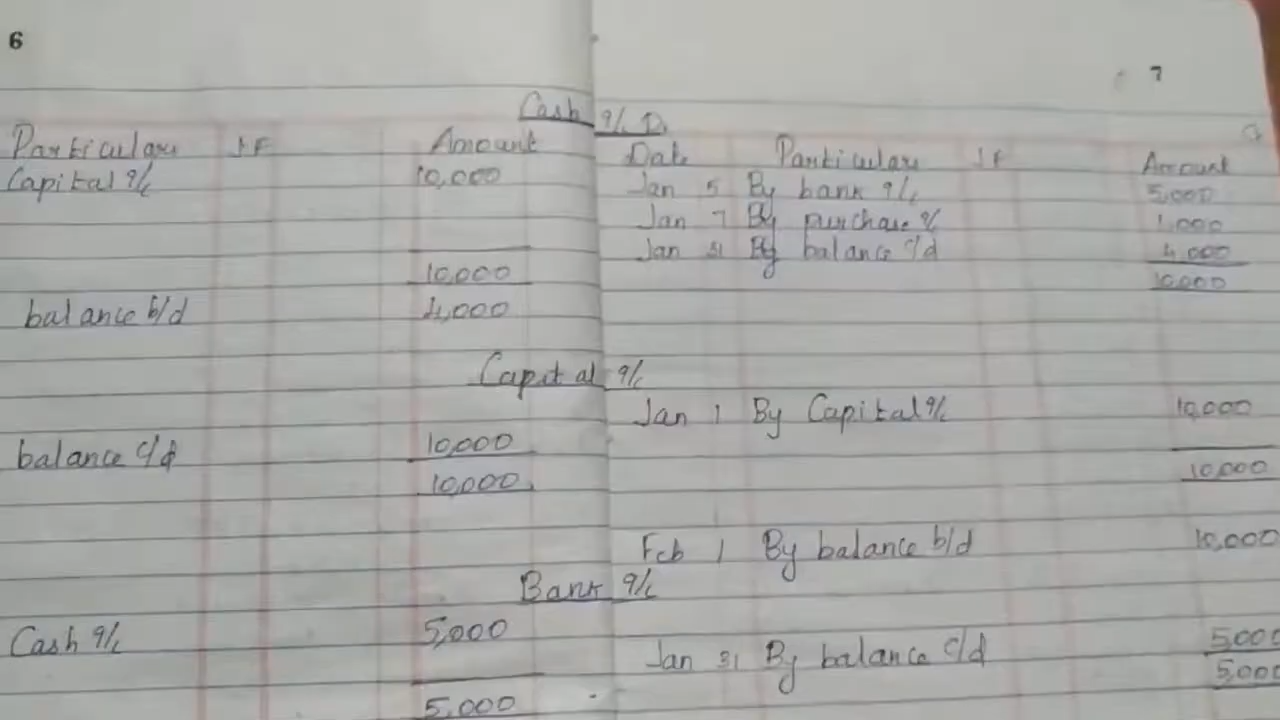 6
7
Cash a/c Dr
Particulars J F Amount Date Particulars J F Amount
Capital a/c 10,000 Jan 5 By bank a/c 5,000
Jan 7 By purchase a/c 1,000
Jan 31 By balance c/d 4,000
10,000 10,000
balance b/d 4,000
Capital a/c
Jan 1 By Capital a/c 10,000
balance c/d 10,000
10,000 10,000
Feb 1 By balance b/d 10,000
Bank a/c
Cash a/c 5,000 Jan 31 By balance c/d 5,000
5,000 5,000